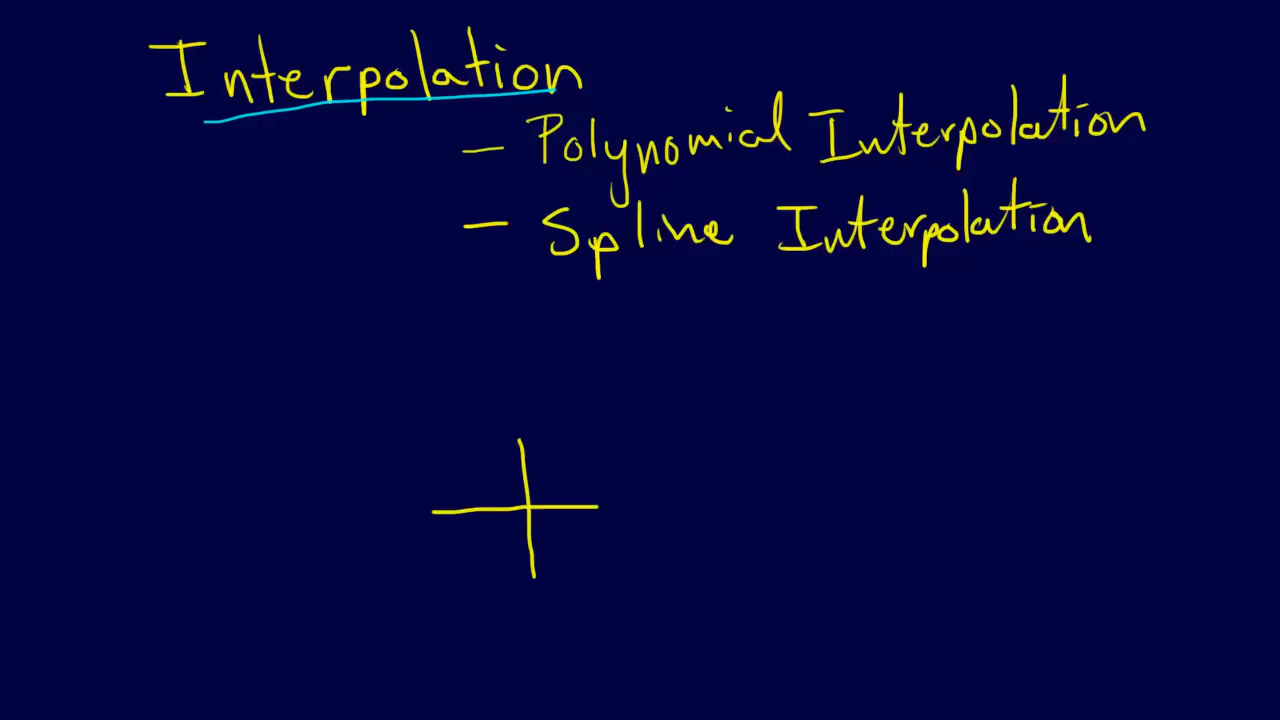 Interpolation
- Polynomial Interpolation
- Spline Interpolation